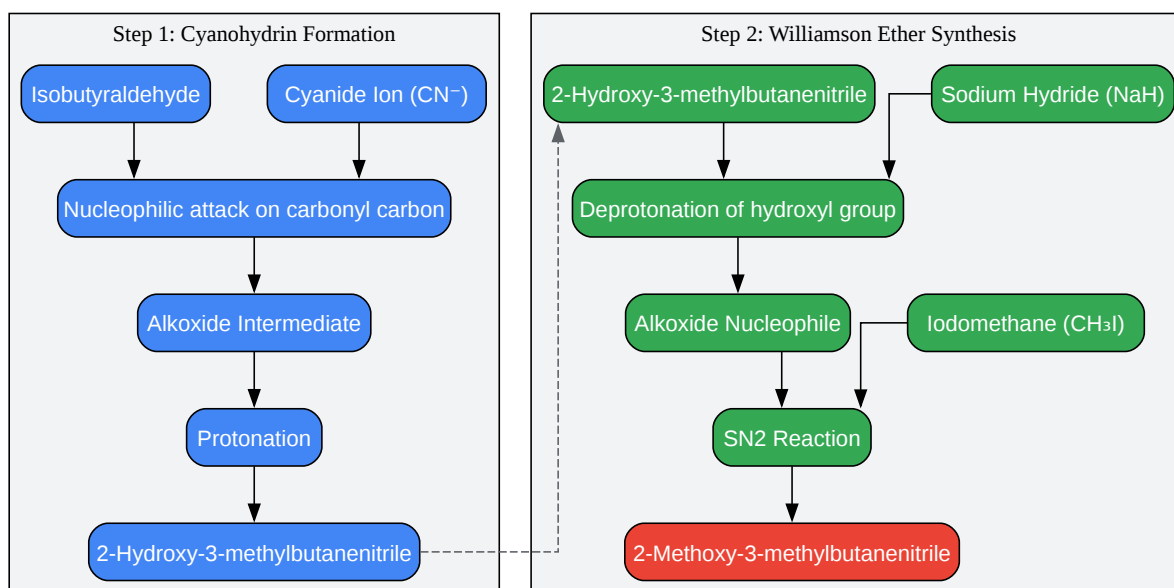 Step 1: Cyanohydrin Formation
Isobutyraldehyde
Cyanide Ion (CN⁻)
Nucleophilic attack on carbonyl carbon
Alkoxide Intermediate
Protonation
2-Hydroxy-3-methylbutanenitrile
Step 2: Williamson Ether Synthesis
2-Hydroxy-3-methylbutanenitrile
Sodium Hydride (NaH)
Deprotonation of hydroxyl group
Alkoxide Nucleophile
Iodomethane (CH₃I)
SN2 Reaction
2-Methoxy-3-methylbutanenitrile